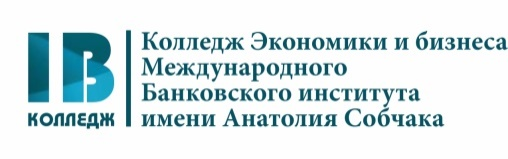 IB
КОЛЛЕДЖ
Колледж Экономики и бизнеса
Международного
Банковского института
имени Анатолия Собчака